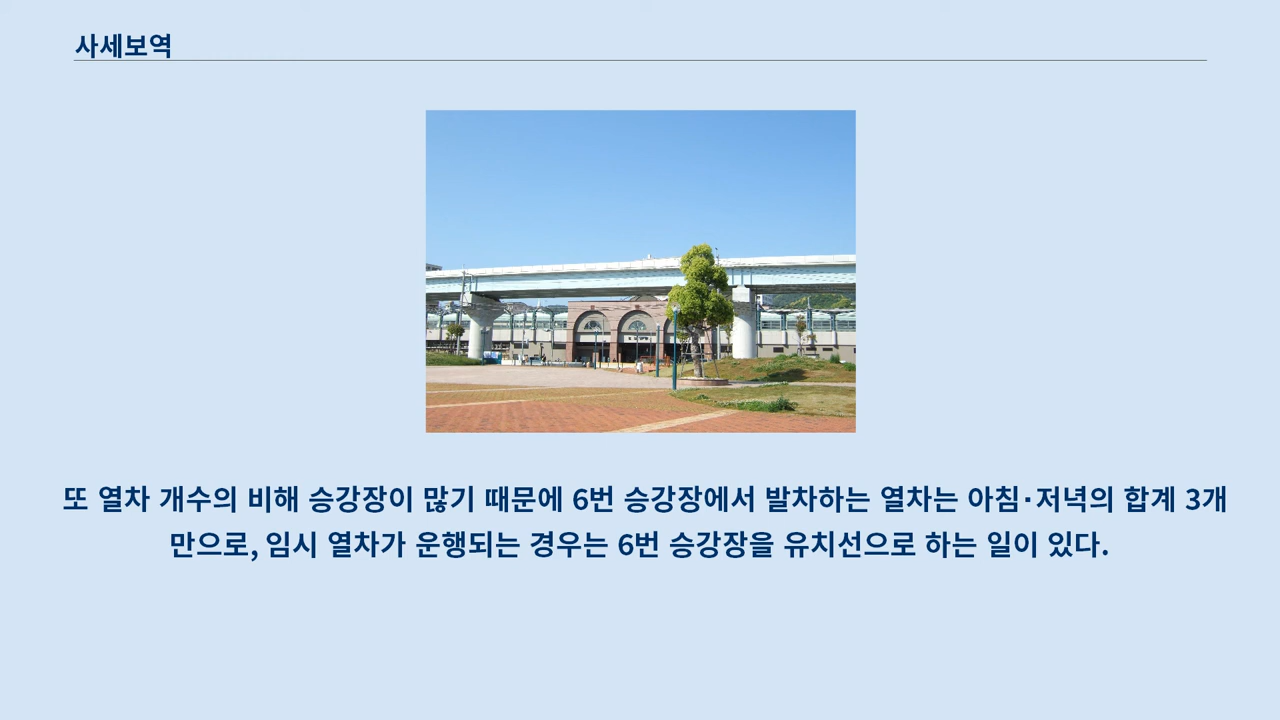 사세보역
또 열차 개수의 비해 승강장이 많기 때문에 6번 승강장에서 발차하는 열차는 아침·저녁의 합계 3개
만으로, 임시 열차가 운행되는 경우는 6번 승강장을 유치선으로 하는 일이 있다.